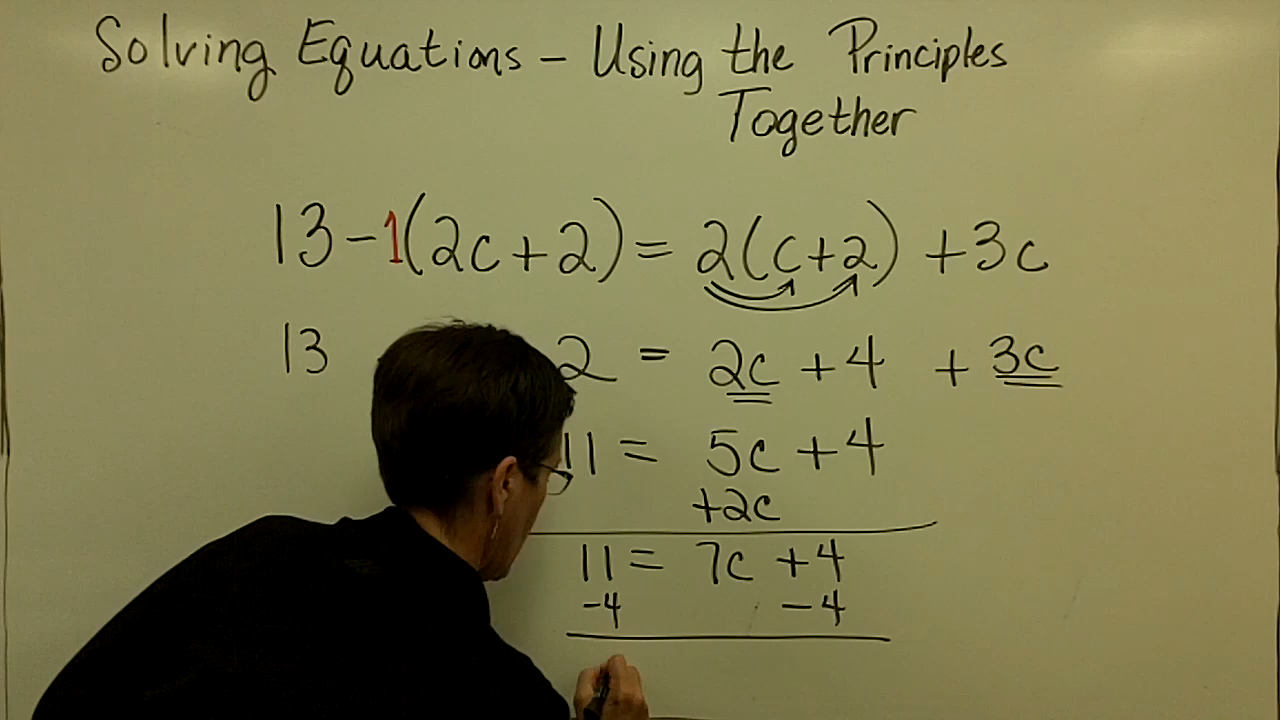 Solving Equations – Using the Principles
Together
13 – 1(2c + 2) = 2(c + 2) + 3c
13 2 = 2c + 4 + 3c
11 = 5c + 4
+2c
11 = 7c + 4
-4 – 4